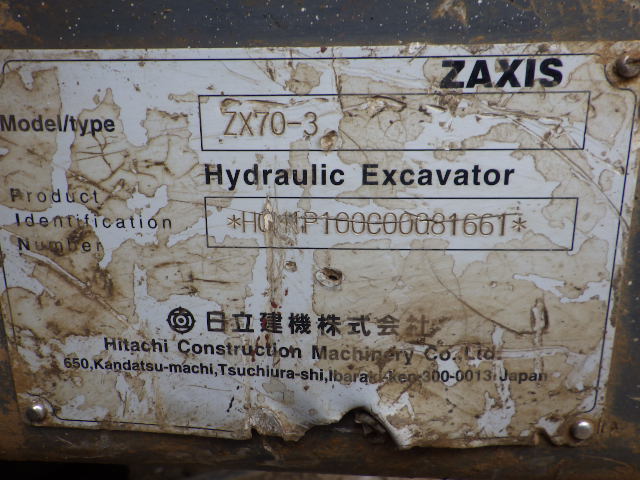 ZAXIS
Model/type ZX70-3
Hydraulic Excavator
Product
Identification
Number
日立建機株式会社
Hitachi Construction Machinery Co., Ltd.
650,Kandatsu-machi,Tsuchiura-shi,Ibaraki-ken 300-0013 Japan